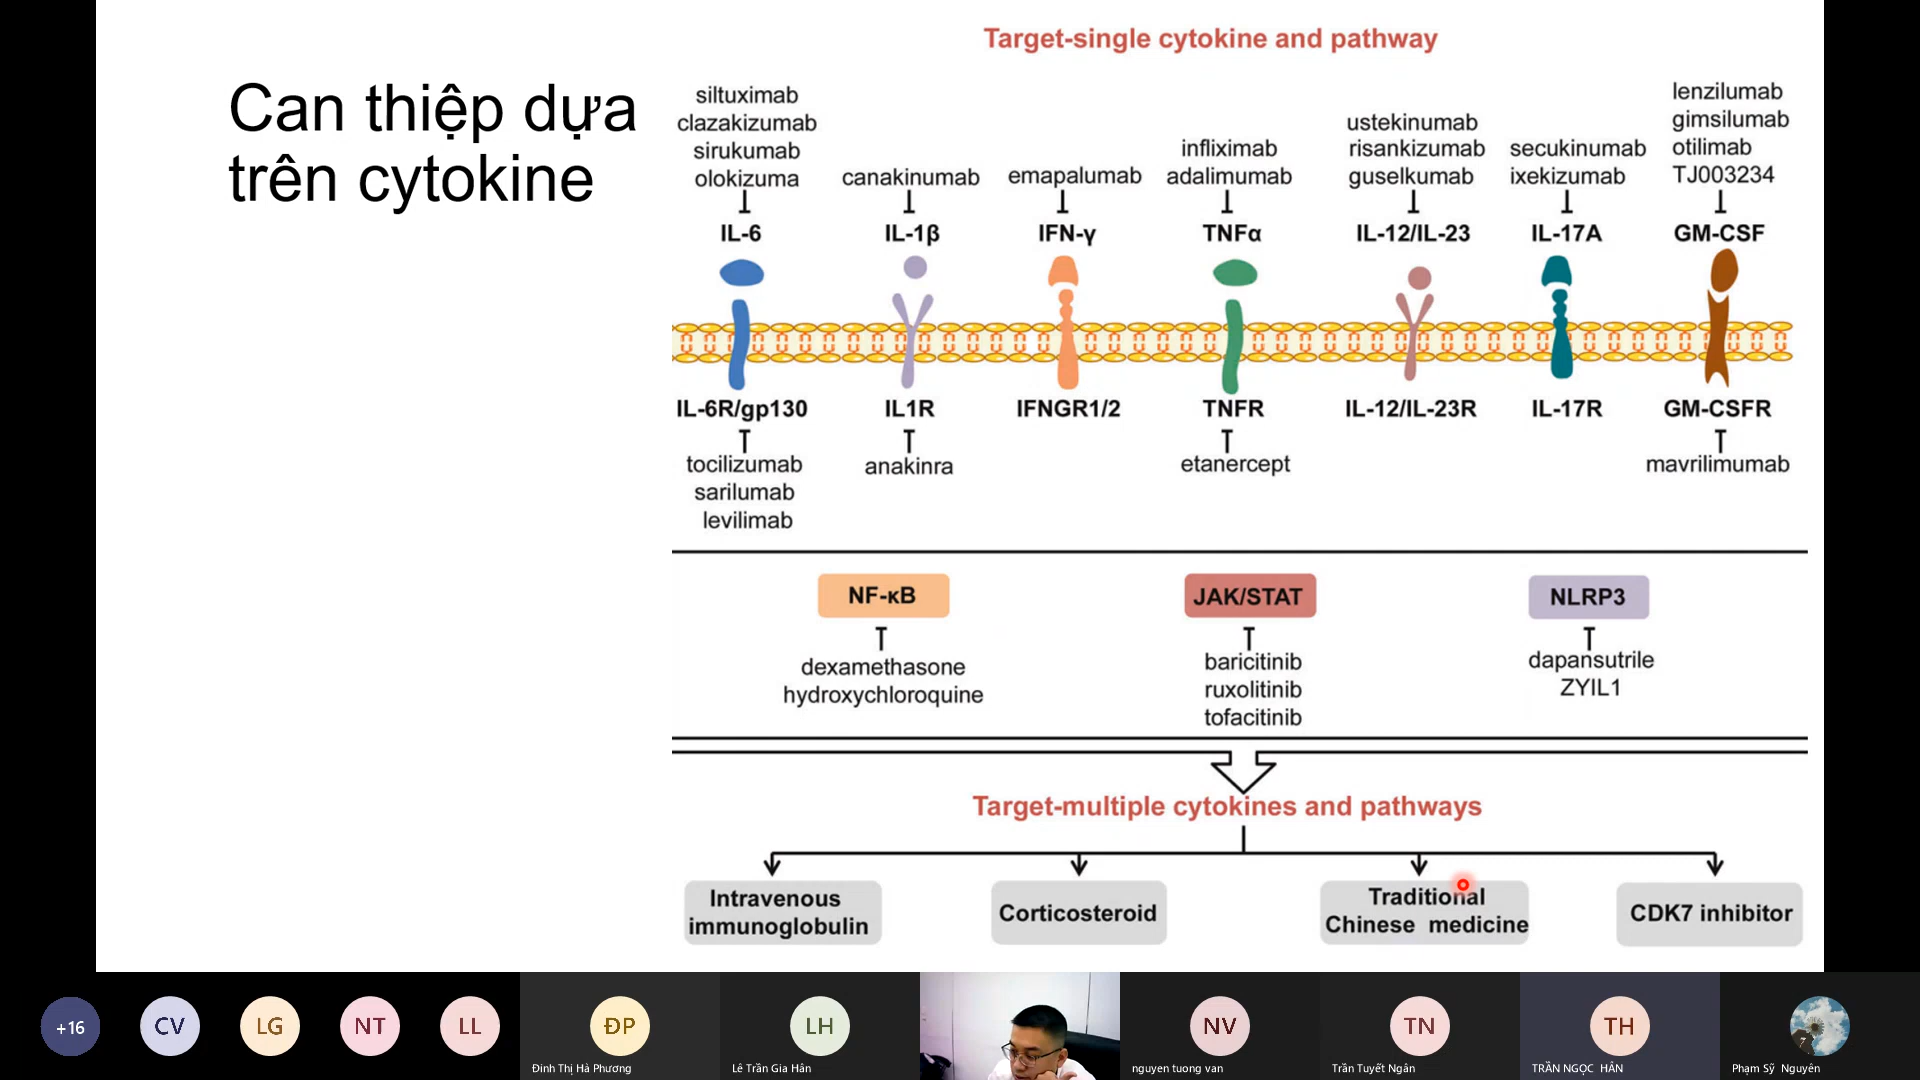 Can thiệp dựa
trên cytokine
Target-single cytokine and pathway
siltuximab
clazakizumab
sirukumab
olokizuma
canakinumab
emapalumab
infliximab
adalimumab
ustekinumab
risankizumab
guselkumab
secukinumab
ixekizumab
lenzilumab
gimsilumab
otilimab
TJ003234
IL-6
IL-1β
IFN-γ
TNFα
IL-12/IL-23
IL-17A
GM-CSF
IL-6R/gp130
IL1R
IFNGR1/2
TNFR
IL-12/IL-23R
IL-17R
GM-CSFR
tocilizumab
sarilumab
levilimab
anakinra
etanercept
mavrilimumab
NF-κB
JAK/STAT
NLRP3
dexamethasone
hydroxychloroquine
baricitinib
ruxolitinib
tofacitinib
dapansutrile
ZYIL1
Target-multiple cytokines and pathways
Intravenous
immunoglobulin
Corticosteroid
Traditional
Chinese medicine
CDK7 inhibitor
+16
CV
LG
NT
LL
ĐP
Đinh Thị Hà Phương
LH
Lê Trần Gia Hân
NV
nguyen tuong van
TN
Trần Tuyết Ngân
TH
TRẦN NGỌC HÂN
Phạm Sỹ Nguyên